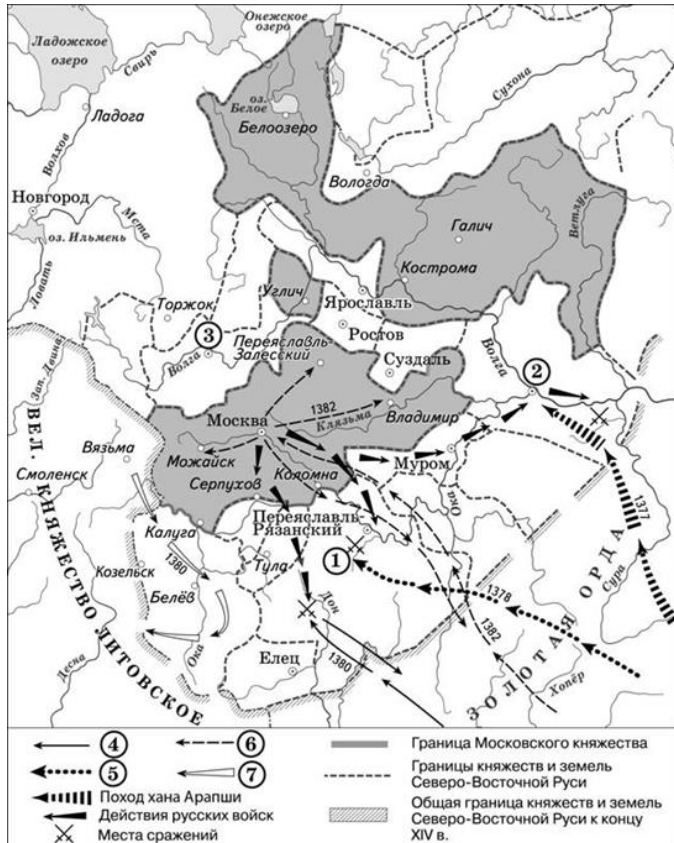 Онежское
озеро
Ладожское
озеро
Свирь
оз.
Белое
Белоозеро
Сухона
Ладога
Волхов
Вологда
Новгород
оз. Ильмень
Мста
Ловать
Галич
Ветлуга
Кострома
Углич
Ярославль
Торжок
3
Ростов
Переяславль-
Залесский
Волга
Суздаль
Волга
2
Зап. Двина
1382
Клязьма
Москва
Владимир
Вязьма
Можайск
Коломна
Муром
Смоленск
Серпухов
Ока
1377
Калуга
Переяславль-
Рязанский
1380
Тула
1
Козельск
Белёв
Дон
1378
Сура
1382
Десна
Ока
Елец
1380
Хопёр
ВЕЛ. КНЯЖЕСТВО ЛИТОВСКОЕ
ЗОЛОТАЯ ОРДА
4
6
5
7
Поход хана Арапши
Действия русских войск
Места сражений
Граница Московского княжества
Границы княжеств и земель
Северо-Восточной Руси
Общая граница княжеств и земель
Северо-Восточной Руси к концу
XIV в.